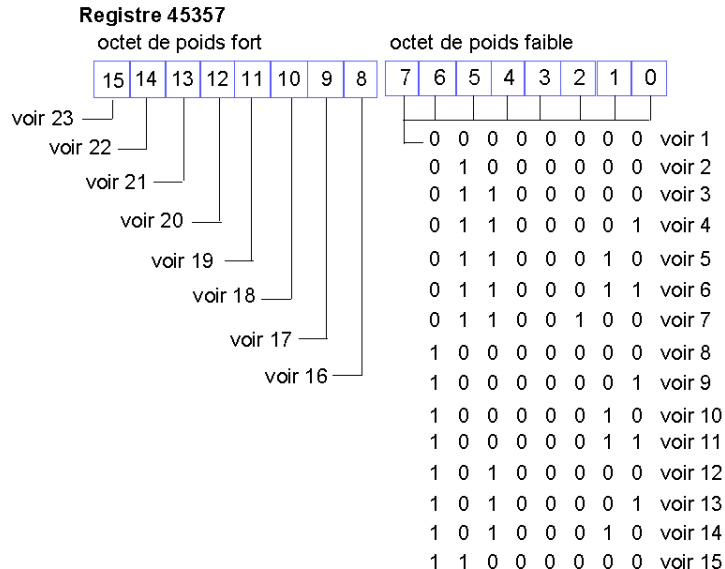 Registre 45357
octet de poids fort octet de poids faible
15 14 13 12 11 10 9 8 7 6 5 4 3 2 1 0
voir 23
voir 22
voir 21
voir 20
voir 19
voir 18
voir 17
voir 16
0 0 0 0 0 0 0 0 voir 1
0 1 0 0 0 0 0 0 voir 2
0 1 1 0 0 0 0 0 voir 3
0 1 1 0 0 0 0 1 voir 4
0 1 1 0 0 0 1 0 voir 5
0 1 1 0 0 0 1 1 voir 6
0 1 1 0 0 1 0 0 voir 7
1 0 0 0 0 0 0 0 voir 8
1 0 0 0 0 0 0 1 voir 9
1 0 0 0 0 0 1 0 voir 10
1 0 0 0 0 0 1 1 voir 11
1 0 1 0 0 0 0 0 voir 12
1 0 1 0 0 0 0 1 voir 13
1 0 1 0 0 0 1 0 voir 14
1 1 0 0 0 0 0 0 voir 15